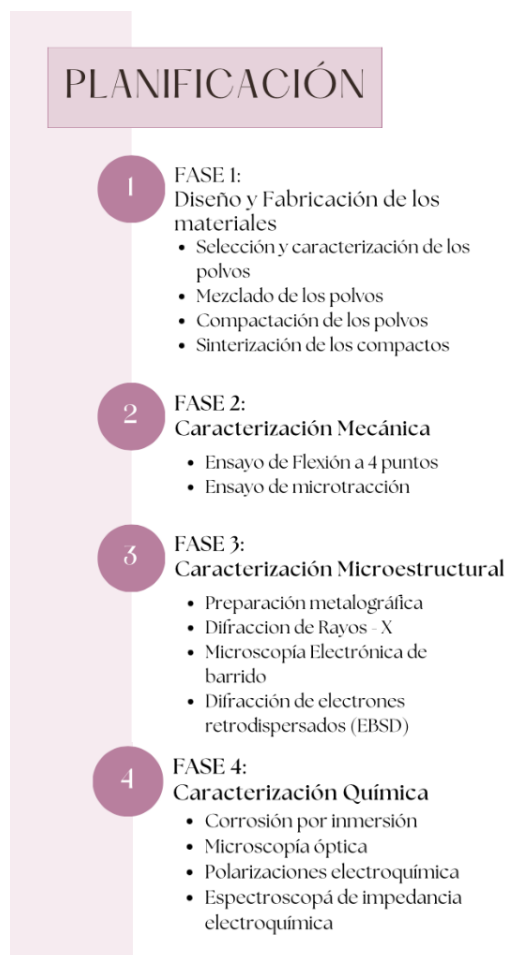 PLANIFICACIÓN
1
FASE 1:
Diseño y Fabricación de los
materiales
• Selección y caracterización de los
polvos
• Mezclado de los polvos
• Compactación de los polvos
• Sinterización de los compactos
2
FASE 2:
Caracterización Mecánica
• Ensayo de Flexión a 4 puntos
• Ensayo de microtracción
3
FASE 3:
Caracterización Microestructural
• Preparación metalográfica
• Difraccion de Rayos - X
• Microscopía Electrónica de
barrido
• Difracción de electrones
retrodispersados (EBSD)
4
FASE 4:
Caracterización Química
• Corrosión por inmersión
• Microscopía óptica
• Polarizaciones electroquímica
• Espectroscopá de impedancia
electroquímica